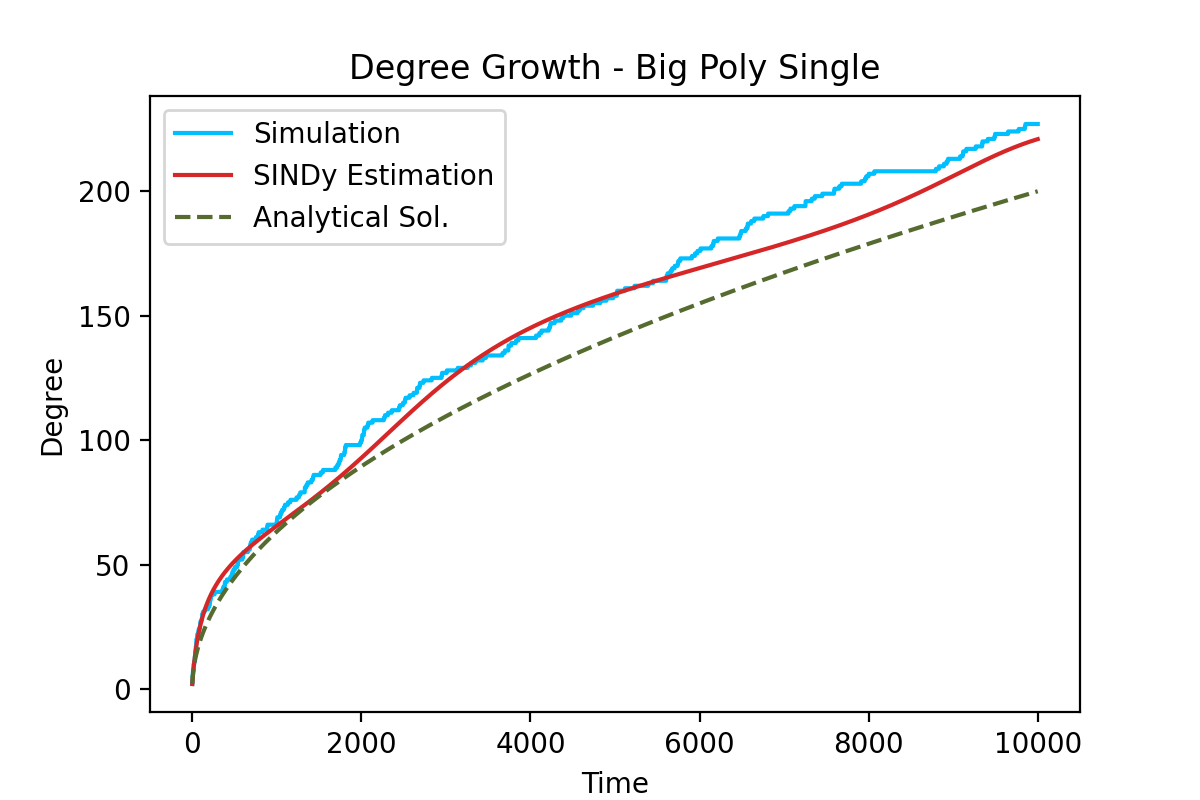 Degree Growth - Big Poly Single
Simulation
SINDy Estimation
Analytical Sol.
Degree
200
150
100
50
0
0 2000 4000 6000 8000 10000
Time